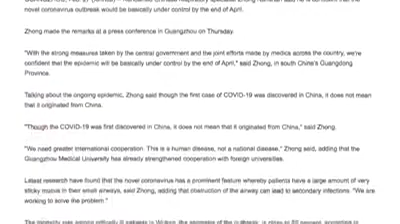 novel coronavirus outbreak would be basically under control by the end of April.
Zhong made the remarks at a press conference in Guangzhou on Thursday.
"With the strong measures taken by the central government and the joint efforts made by medics across the country, we're
confident that the epidemic will be basically under control by the end of April," said Zhong, in south China's Guangdong
Province.
Talking about the ongoing epidemic, Zhong said though the first case of COVID-19 was discovered in China, it does not mean
that it originated from China.
"Though the COVID-19 was first discovered in China, it does not mean that it originated from China," said Zhong.
"We need greater international cooperation. This is a human disease, not a national disease," Zhong said, adding that the
Guangzhou Medical University has already strengthened cooperation with foreign universities.
Latest research have found that the novel coronavirus has a prominent feature whereby patients have a large amount of very
sticky mucus in their small airways, said Zhong, adding that obstruction of the airway can lead to secondary infections. "We are
working to solve the problem."